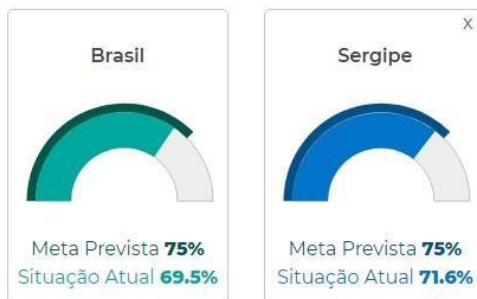 Brasil
Meta Prevista 75%
Situação Atual 69.5%
X
Sergipe
Meta Prevista 75%
Situação Atual 71.6%